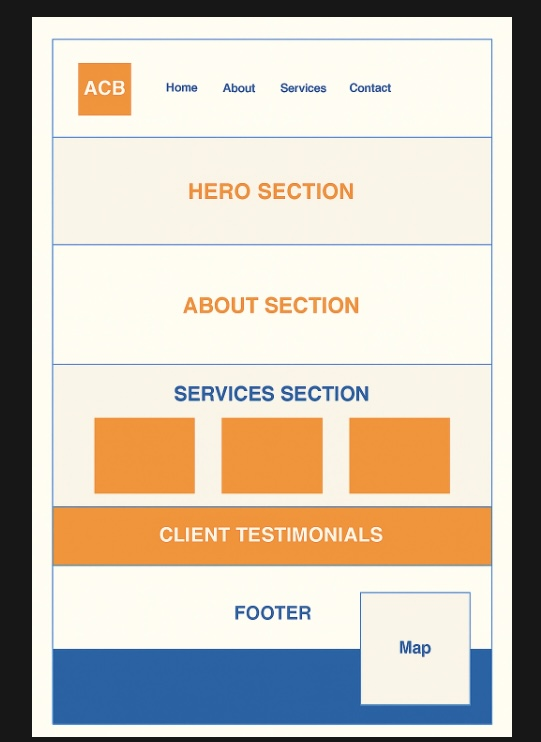 ACB
Home About Services Contact
HERO SECTION
ABOUT SECTION
SERVICES SECTION
CLIENT TESTIMONIALS
FOOTER
Map